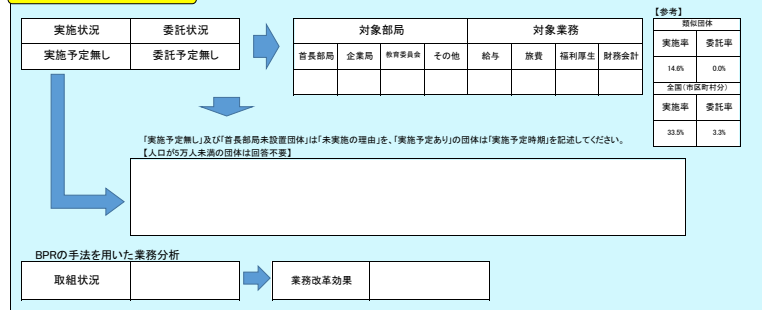 【参考】
実施状況 委託状況
実施予定無し 委託予定無し
対象部局 対象業務
首長部局 企業局 教育委員会 その他 給与 旅費 福利厚生 財務会計
類似団体
実施率 委託率
14.6% 0.0%
全国(市区町村分)
実施率 委託率
33.5% 3.3%
「実施予定無し」及び「首長部局未設置団体」は「未実施の理由」を、「実施予定あり」の団体は「実施予定時期」を記述してください。
【人口が5万人未満の団体は回答不要】
BPRの手法を用いた業務分析
取組状況 業務改革効果